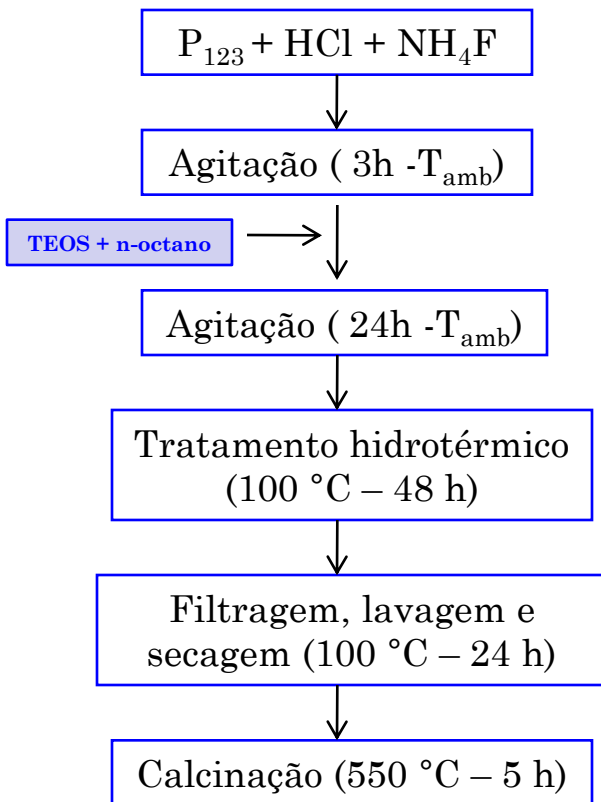 P₁₂₃ + HCl + NH₄F
Agitação ( 3h -Tₐₘb)
TEOS + n-octano
Agitação ( 24h -Tₐₘb)
Tratamento hidrotérmico
(100 °C – 48 h)
Filtragem, lavagem e
secagem (100 °C – 24 h)
Calcinação (550 °C – 5 h)